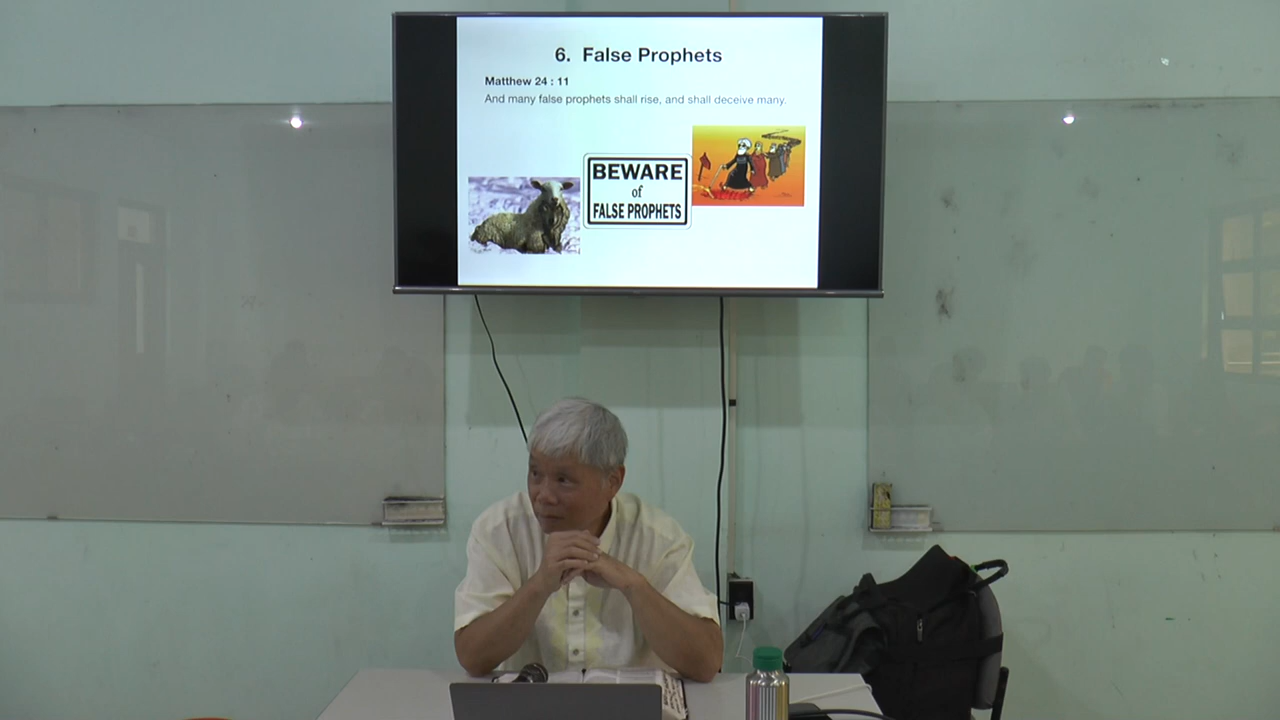 6. False Prophets
Matthew 24 : 11
And many false prophets shall rise, and shall deceive many.
BEWARE
of
FALSE PROPHETS